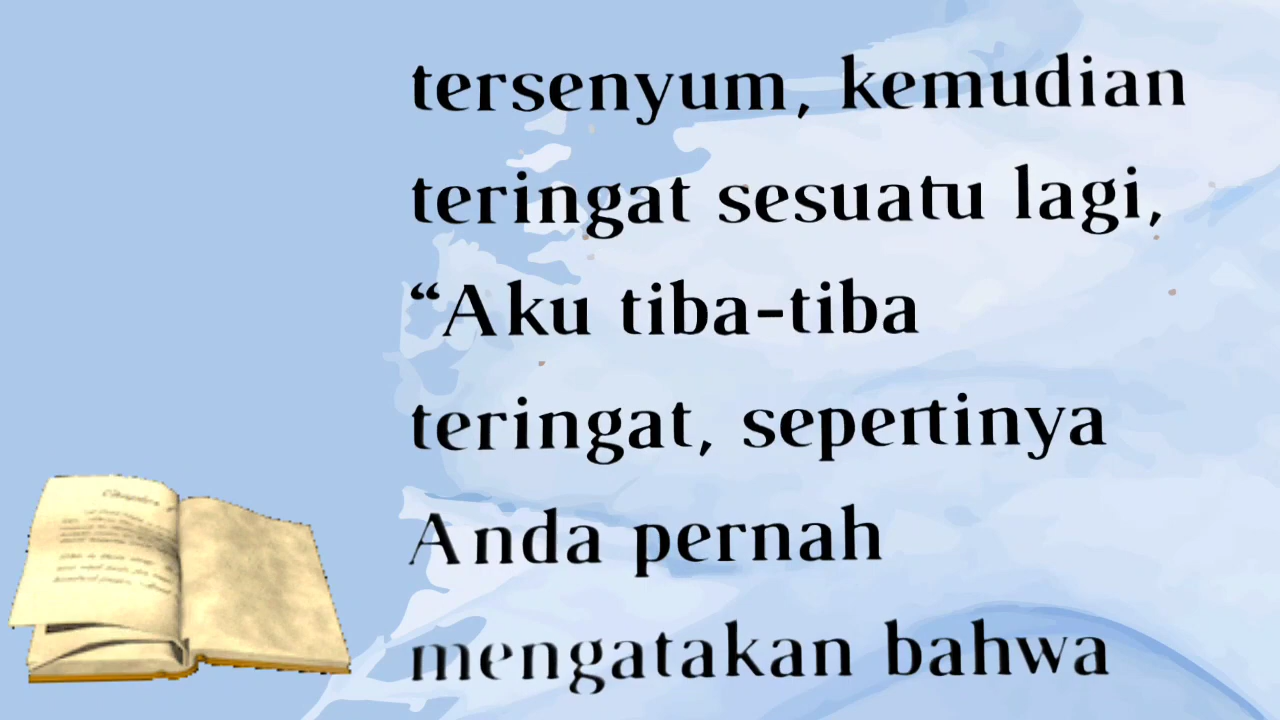 tersenyum, kemudian
teringat sesuatu lagi,
“Aku tiba-tiba
teringat, sepertinya
Anda pernah
mengatakan bahwa